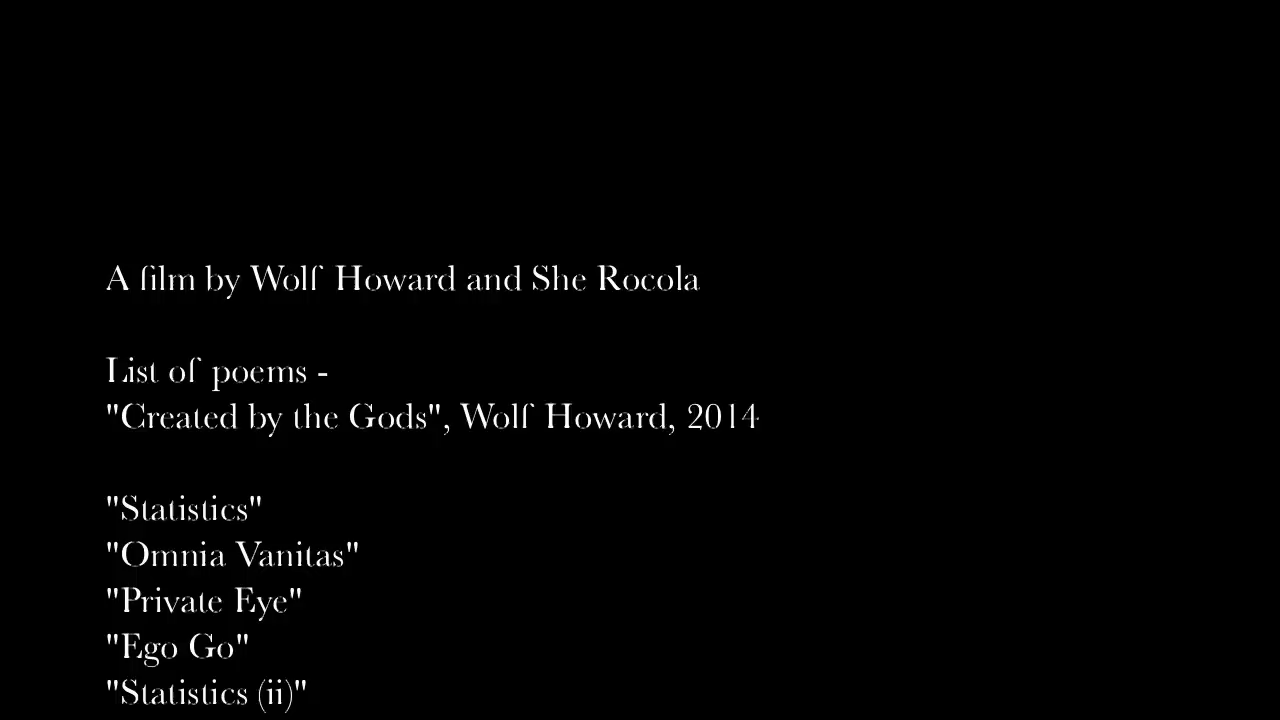 A film by Wolf Howard and She Rocola
List of poems -
"Created by the Gods", Wolf Howard, 2014
"Statistics"
"Omnia Vanitas"
"Private Eye"
"Ego Go"
"Statistics (ii)"